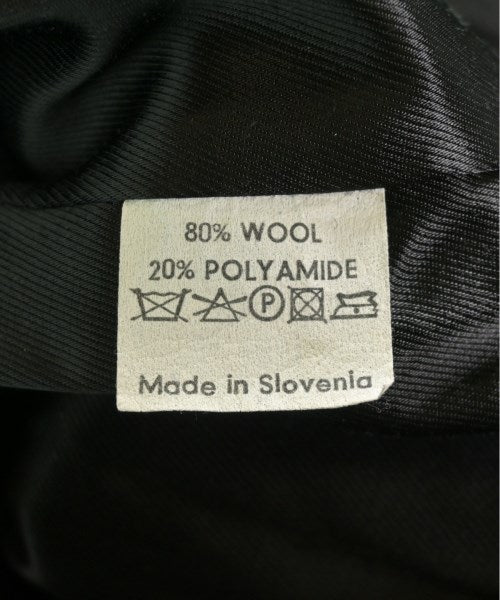 80% WOOL
20% POLYAMIDE
P
Made in Slovenia